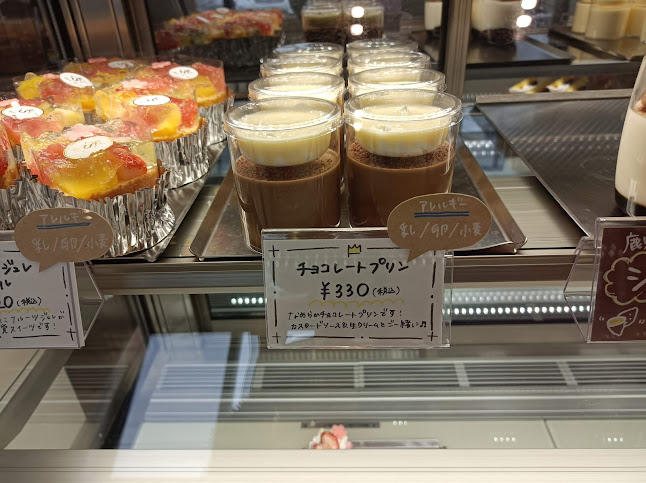 アレルギー
乳/卵/小麦
ジュレ
ル
0(税込)
フルーツジュレが
スイーツです!
アレルギー
乳/卵/小麦
チョコレートプリン
¥330(税込)
なめらかチョコレートプリンです!
カスタードソース&生クリームとご一緒に♫